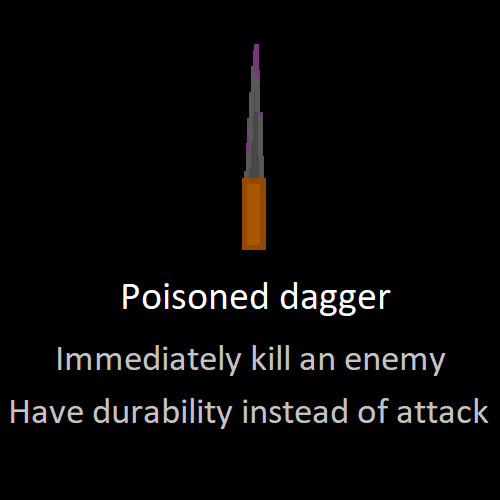 Poisoned dagger
Immediately kill an enemy
Have durability instead of attack